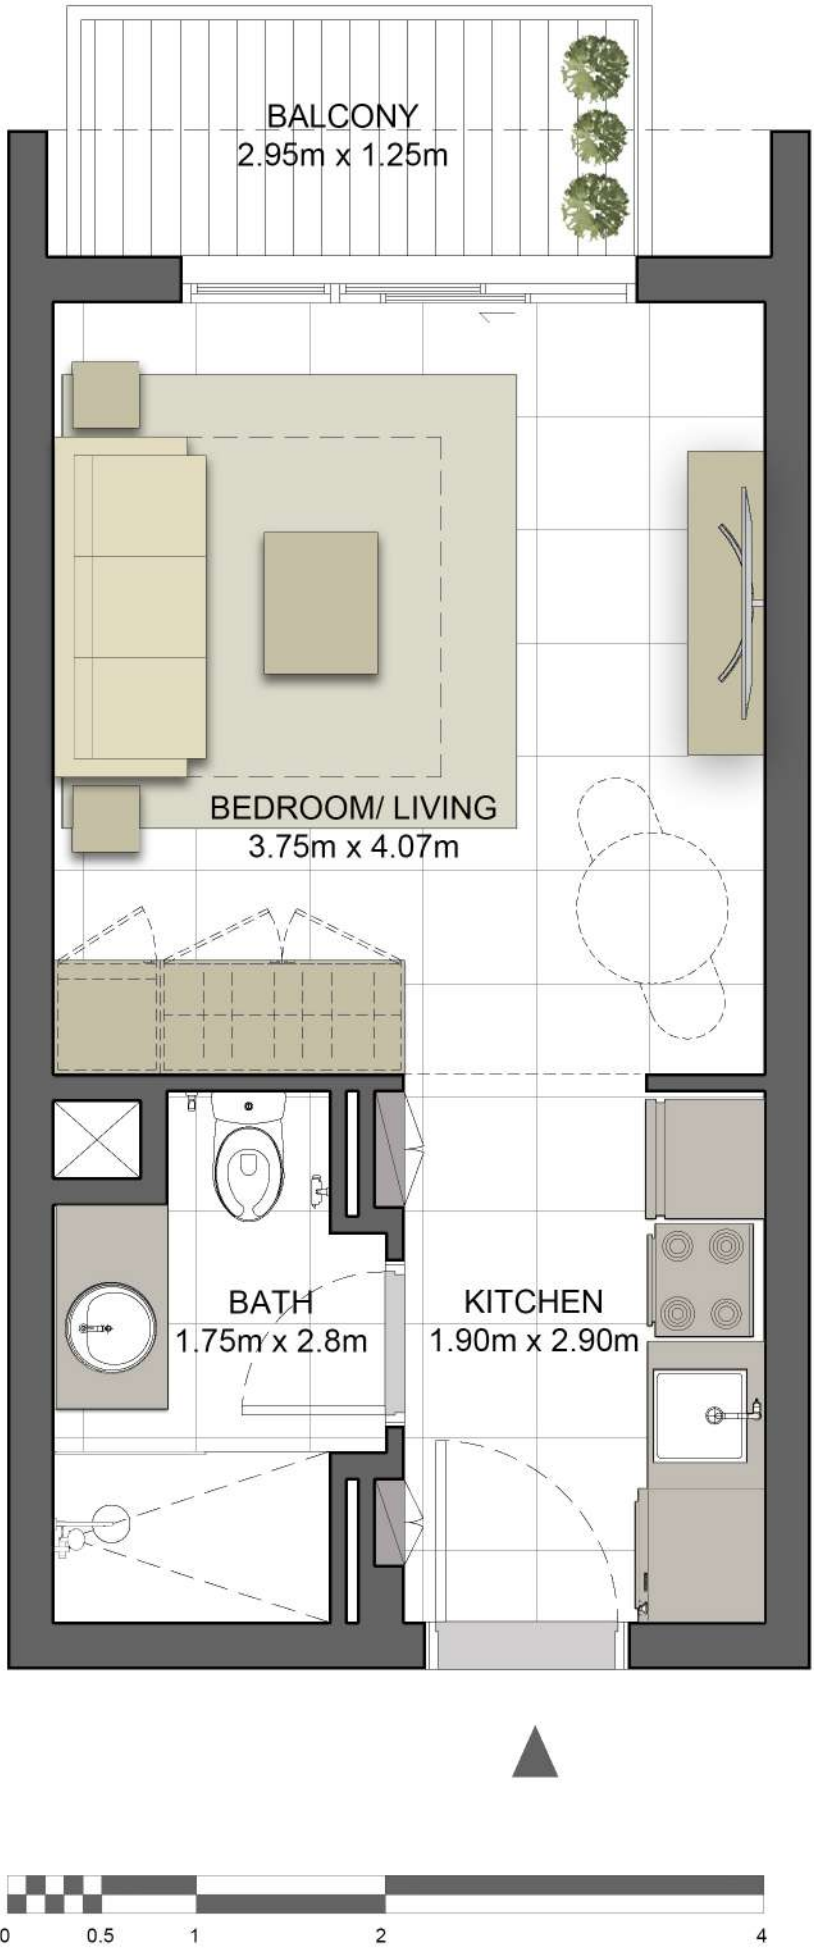 BALCONY
2.95m x 1.25m
BEDROOM/ LIVING
3.75m x 4.07m
BATH
1.75m x 2.8m
KITCHEN
1.90m x 2.90m
0 0.5 1 2 4